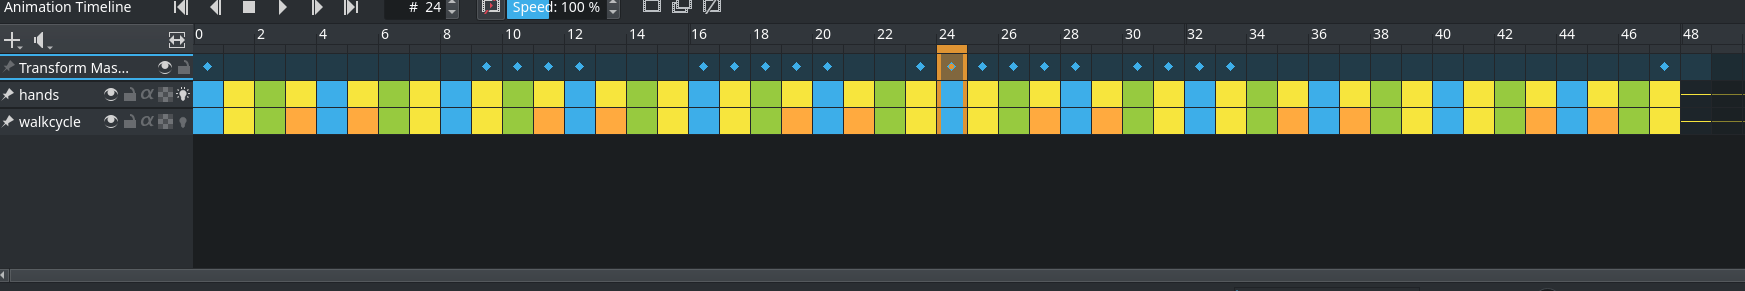 Animation Timeline # 24 Speed: 100 %
0 2 4 6 8 10 12 14 16 18 20 22 24 26 28 30 32 34 36 38 40 42 44 46 48
Transform Mas...
hands α
walkcycle α